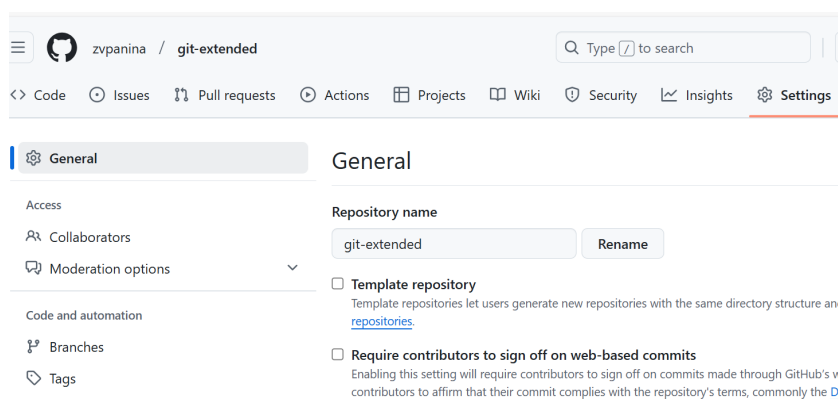 zvpanina / git-extended
Type / to search
<> Code Issues Pull requests Actions Projects Wiki Security Insights Settings
General
Access
Collaborators
Moderation options
Code and automation
Branches
Tags
General
Repository name
git-extended Rename
Template repository
Template repositories let users generate new repositories with the same directory structure
repositories.
Require contributors to sign off on web-based commits
Enabling this setting will require contributors to sign off on commits made through GitHub's
contributors to affirm that their commit complies with the repository's terms, commonly the